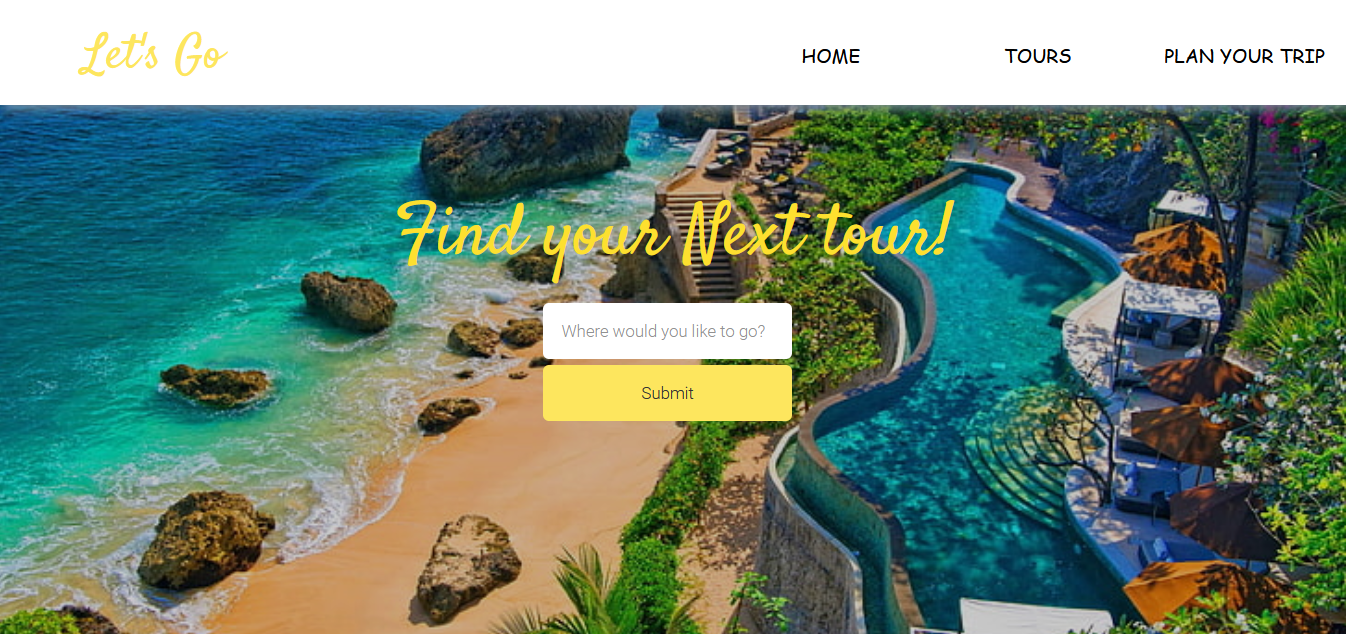 Let's Go
HOME
TOURS
PLAN YOUR TRIP
Find your Next tour!
Where would you like to go?
Submit